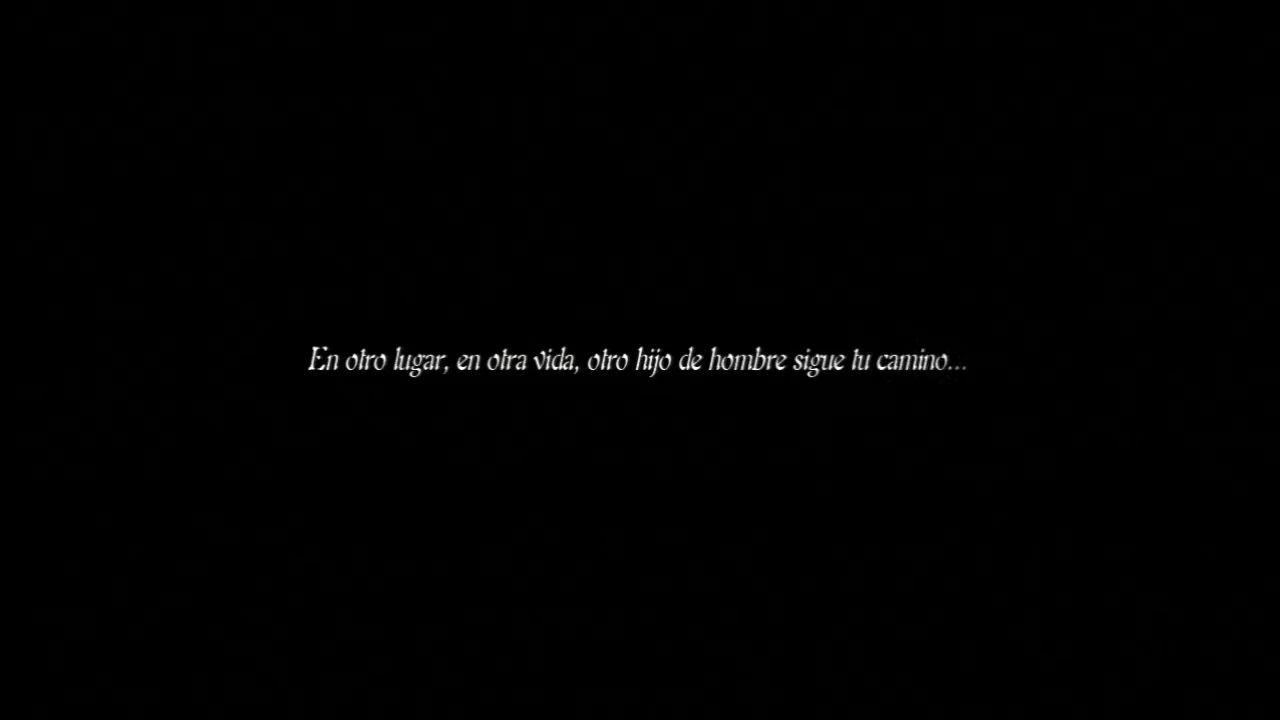 En otro lugar, en otra vida, otro hijo de hombre sigue tu camino...